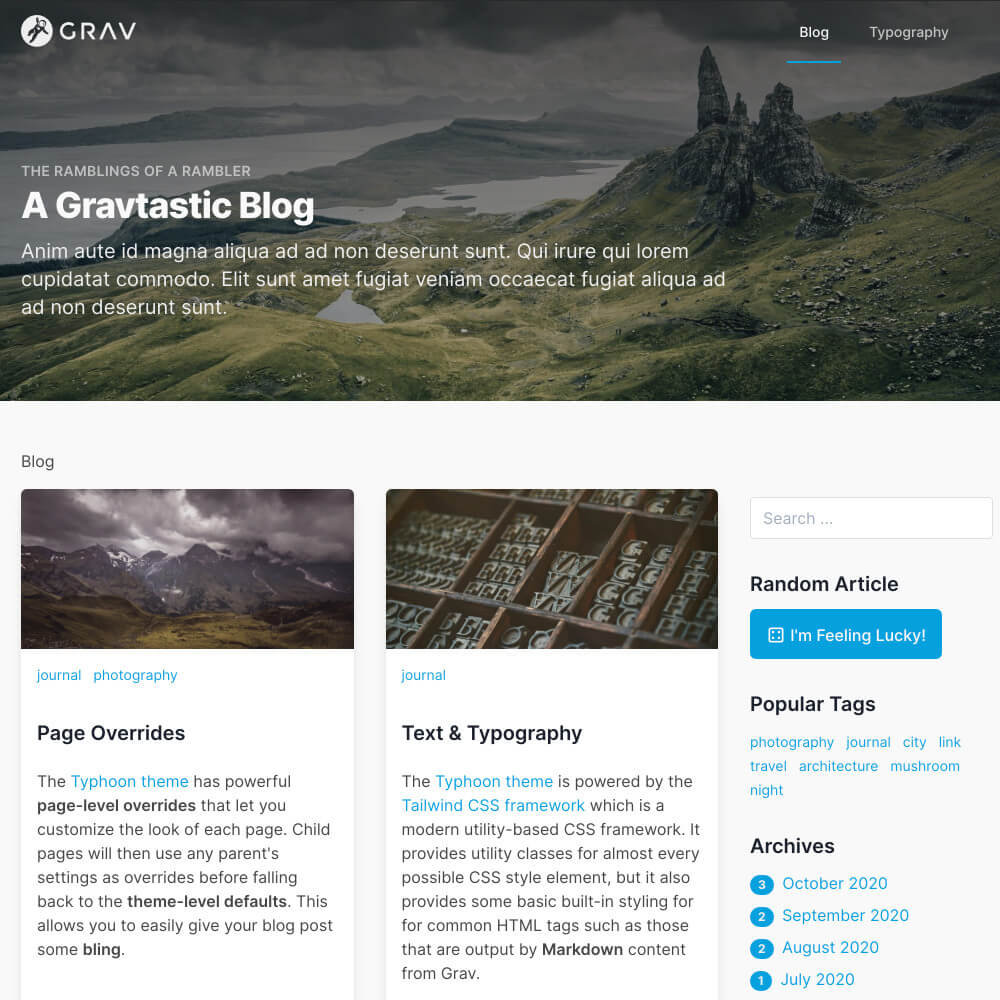 GRAV
Blog Typography
THE RAMBLINGS OF A RAMBLER
A Gravtastic Blog
Anim aute id magna aliqua ad ad non deserunt sunt. Qui irure qui lorem
cupidatat commodo. Elit sunt amet fugiat veniam occaecat fugiat aliqua ad
ad non deserunt sunt.
Blog
journal photography
Page Overrides
The Typhoon theme has powerful
page-level overrides that let you
customize the look of each page. Child
pages will then use any parent's
settings as overrides before falling
back to the theme-level defaults. This
allows you to easily give your blog post
some bling.
journal
Text & Typography
The Typhoon theme is powered by the
Tailwind CSS framework which is a
modern utility-based CSS framework. It
provides utility classes for almost every
possible CSS style element, but it also
provides some basic built-in styling for
for common HTML tags such as those
that are output by Markdown content
from Grav.
Search ...
Random Article
I'm Feeling Lucky!
Popular Tags
photography journal city link
travel architecture mushroom
night
Archives
3 October 2020
2 September 2020
2 August 2020
1 July 2020